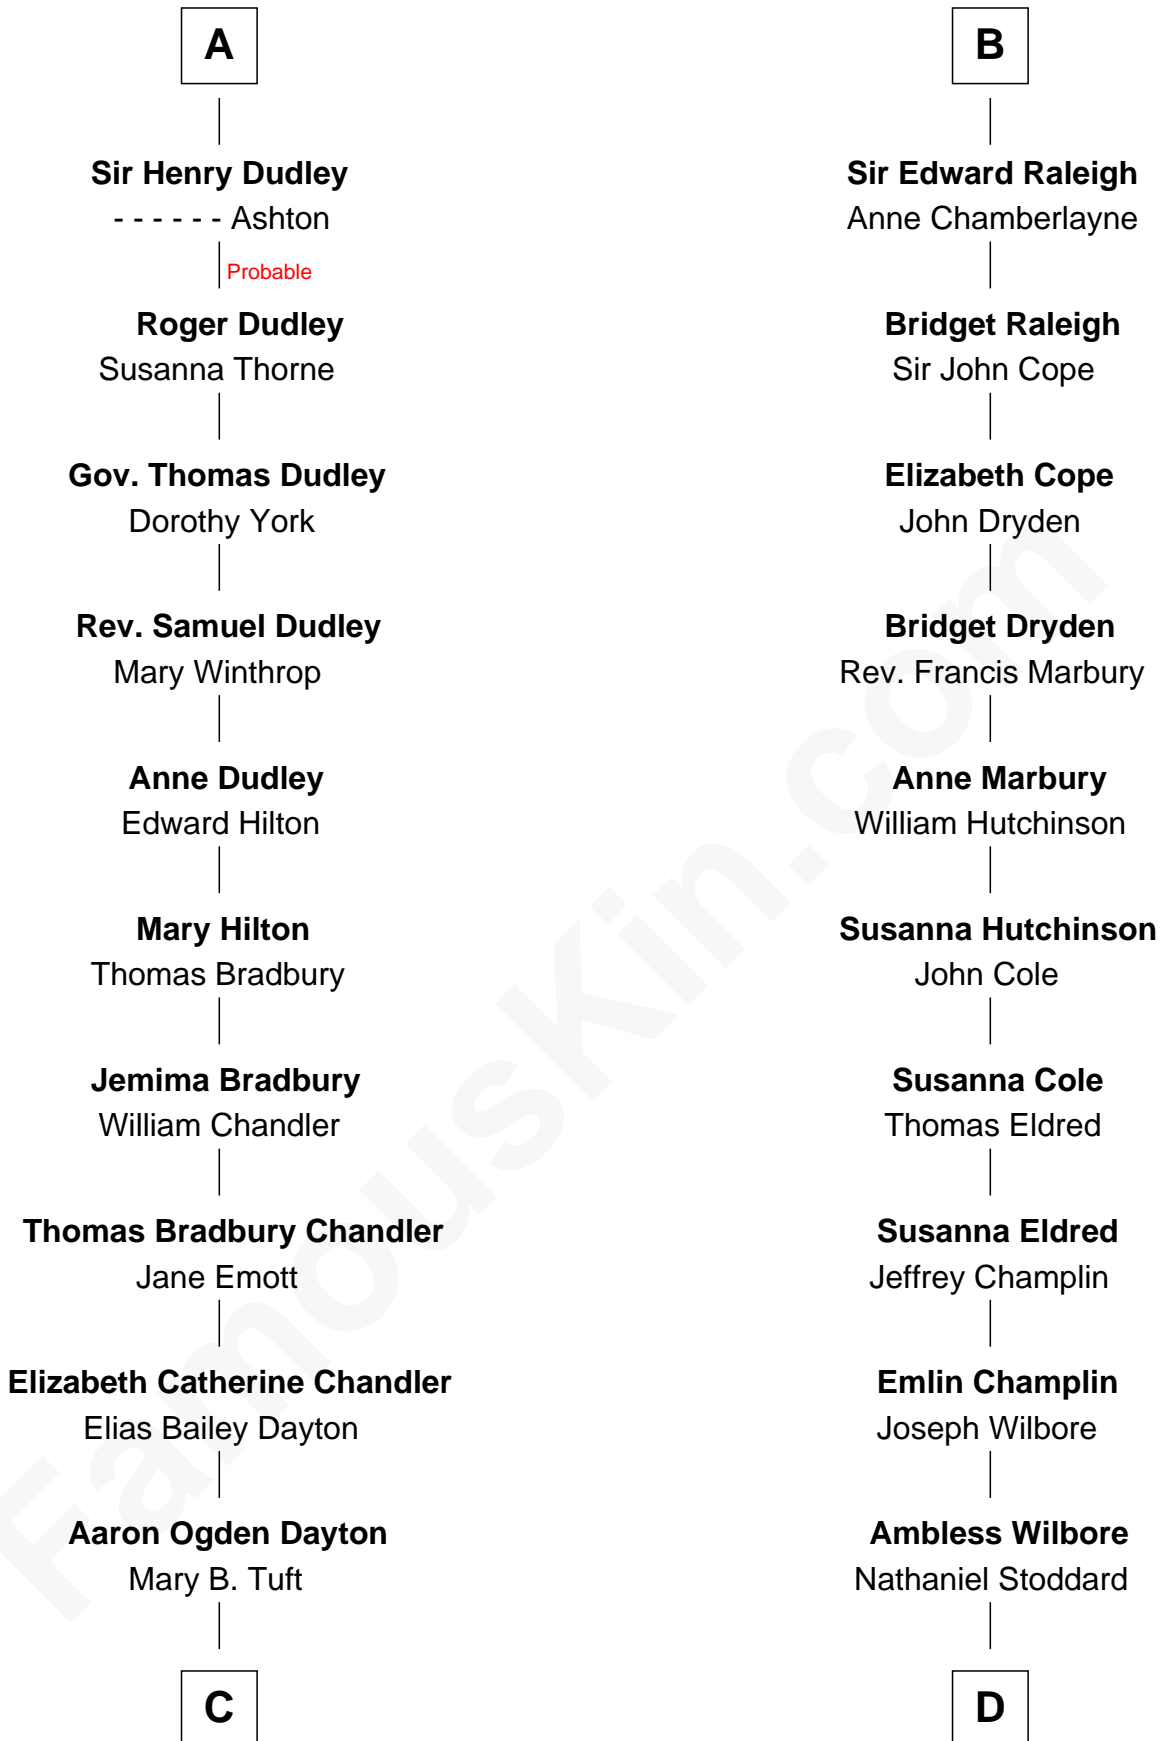 A
Sir Henry Dudley
- - - - - - Ashton
Probable
Roger Dudley
Susanna Thorne
Gov. Thomas Dudley
Dorothy York
Rev. Samuel Dudley
Mary Winthrop
Anne Dudley
Edward Hilton
Mary Hilton
Thomas Bradbury
Jemima Bradbury
William Chandler
Thomas Bradbury Chandler
Jane Emott
Elizabeth Catherine Chandler
Elias Bailey Dayton
Aaron Ogden Dayton
Mary B. Tuft
C
B
Sir Edward Raleigh
Anne Chamberlayne
Bridget Raleigh
Sir John Cope
Elizabeth Cope
John Dryden
Bridget Dryden
Rev. Francis Marbury
Anne Marbury
William Hutchinson
Susanna Hutchinson
John Cole
Susanna Cole
Thomas Eldred
Susanna Eldred
Jeffrey Champlin
Emlin Champlin
Joseph Wilbore
Ambless Wilbore
Nathaniel Stoddard
D
FamousKin.com